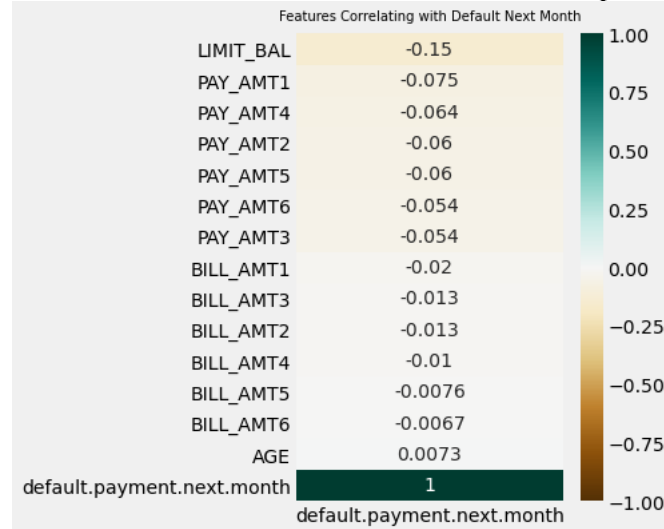 Features Correlating with Default Next Month
LIMIT_BAL -0.15
PAY_AMT1 -0.075
PAY_AMT4 -0.064
PAY_AMT2 -0.06
PAY_AMT5 -0.06
PAY_AMT6 -0.054
PAY_AMT3 -0.054
BILL_AMT1 -0.02
BILL_AMT3 -0.013
BILL_AMT2 -0.013
BILL_AMT4 -0.01
BILL_AMT5 -0.0076
BILL_AMT6 -0.0067
AGE 0.0073
default.payment.next.month 1
default.payment.next.month
1.00
0.75
0.50
0.25
0.00
−0.25
−0.50
−0.75
−1.00